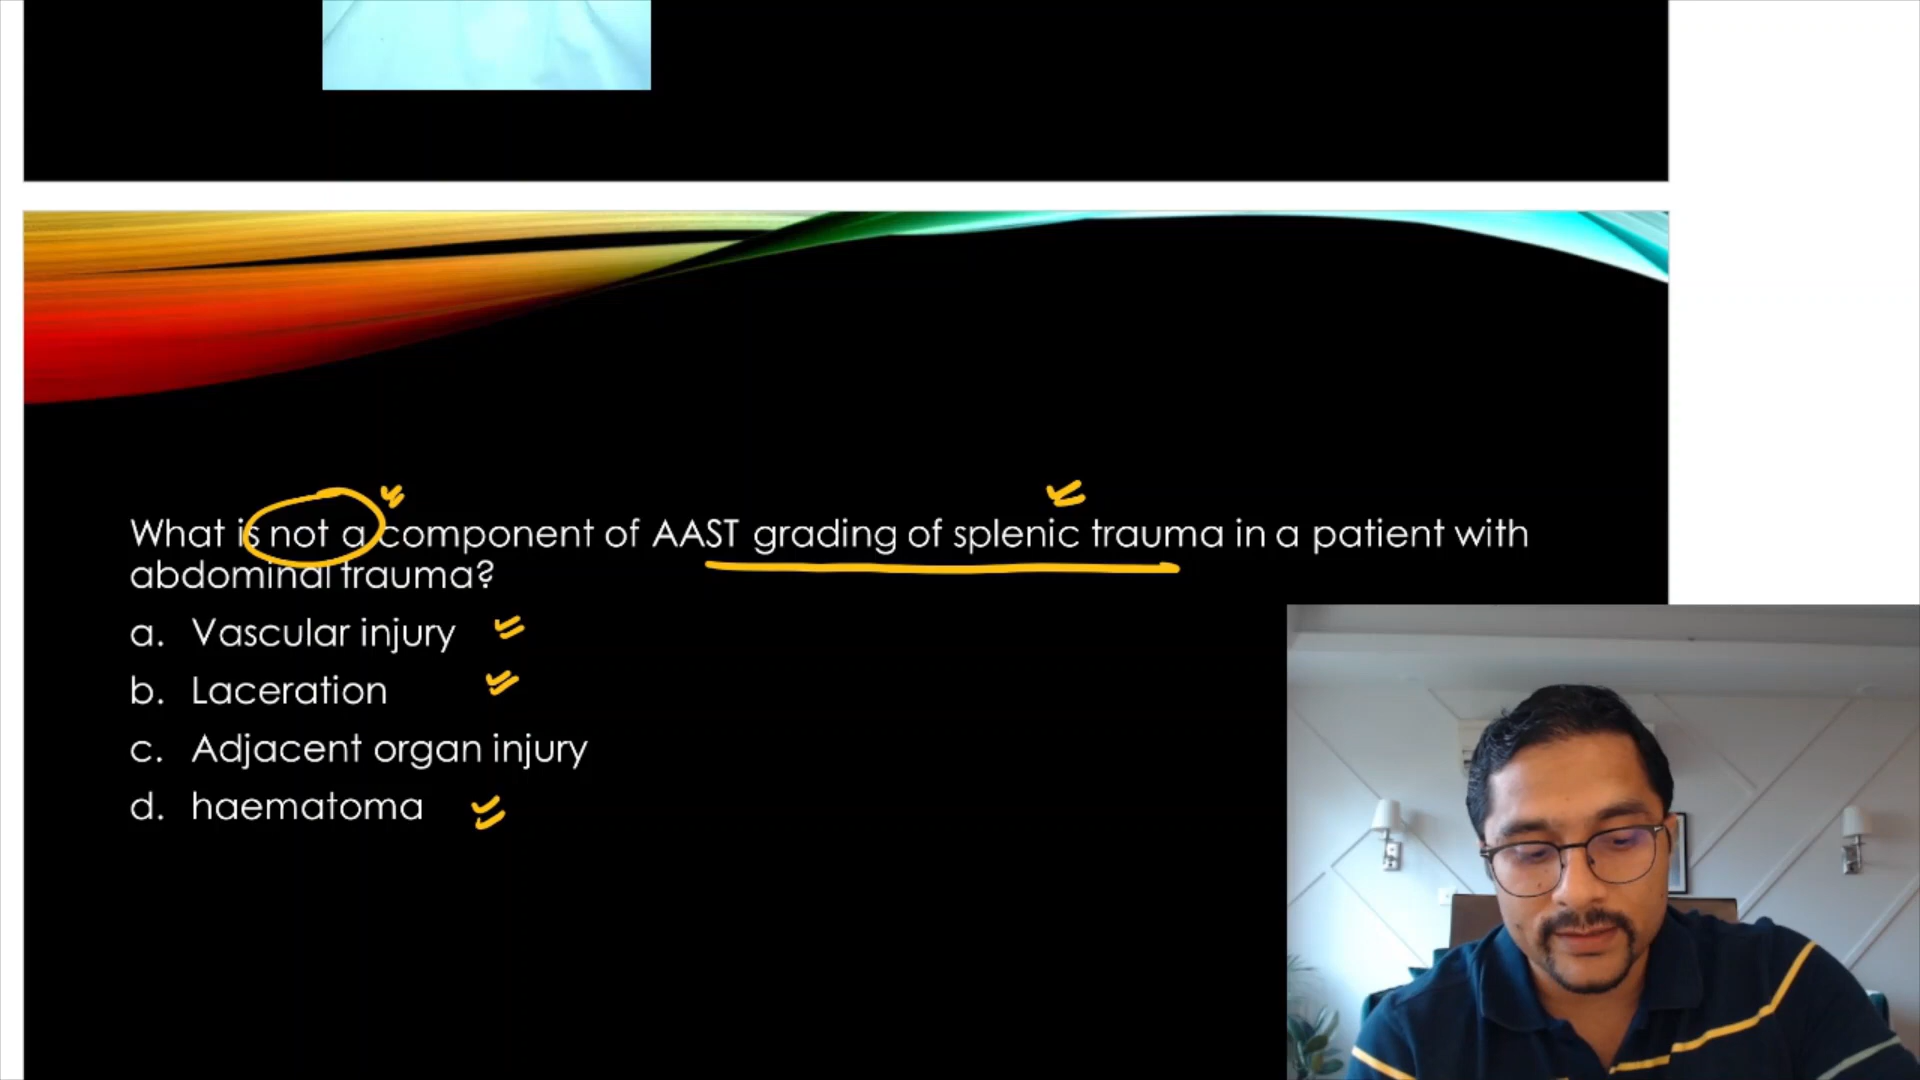 What is not a component of AAST grading of splenic trauma in a patient with
abdominal trauma?
a. Vascular injury
b. Laceration
c. Adjacent organ injury
d. haematoma